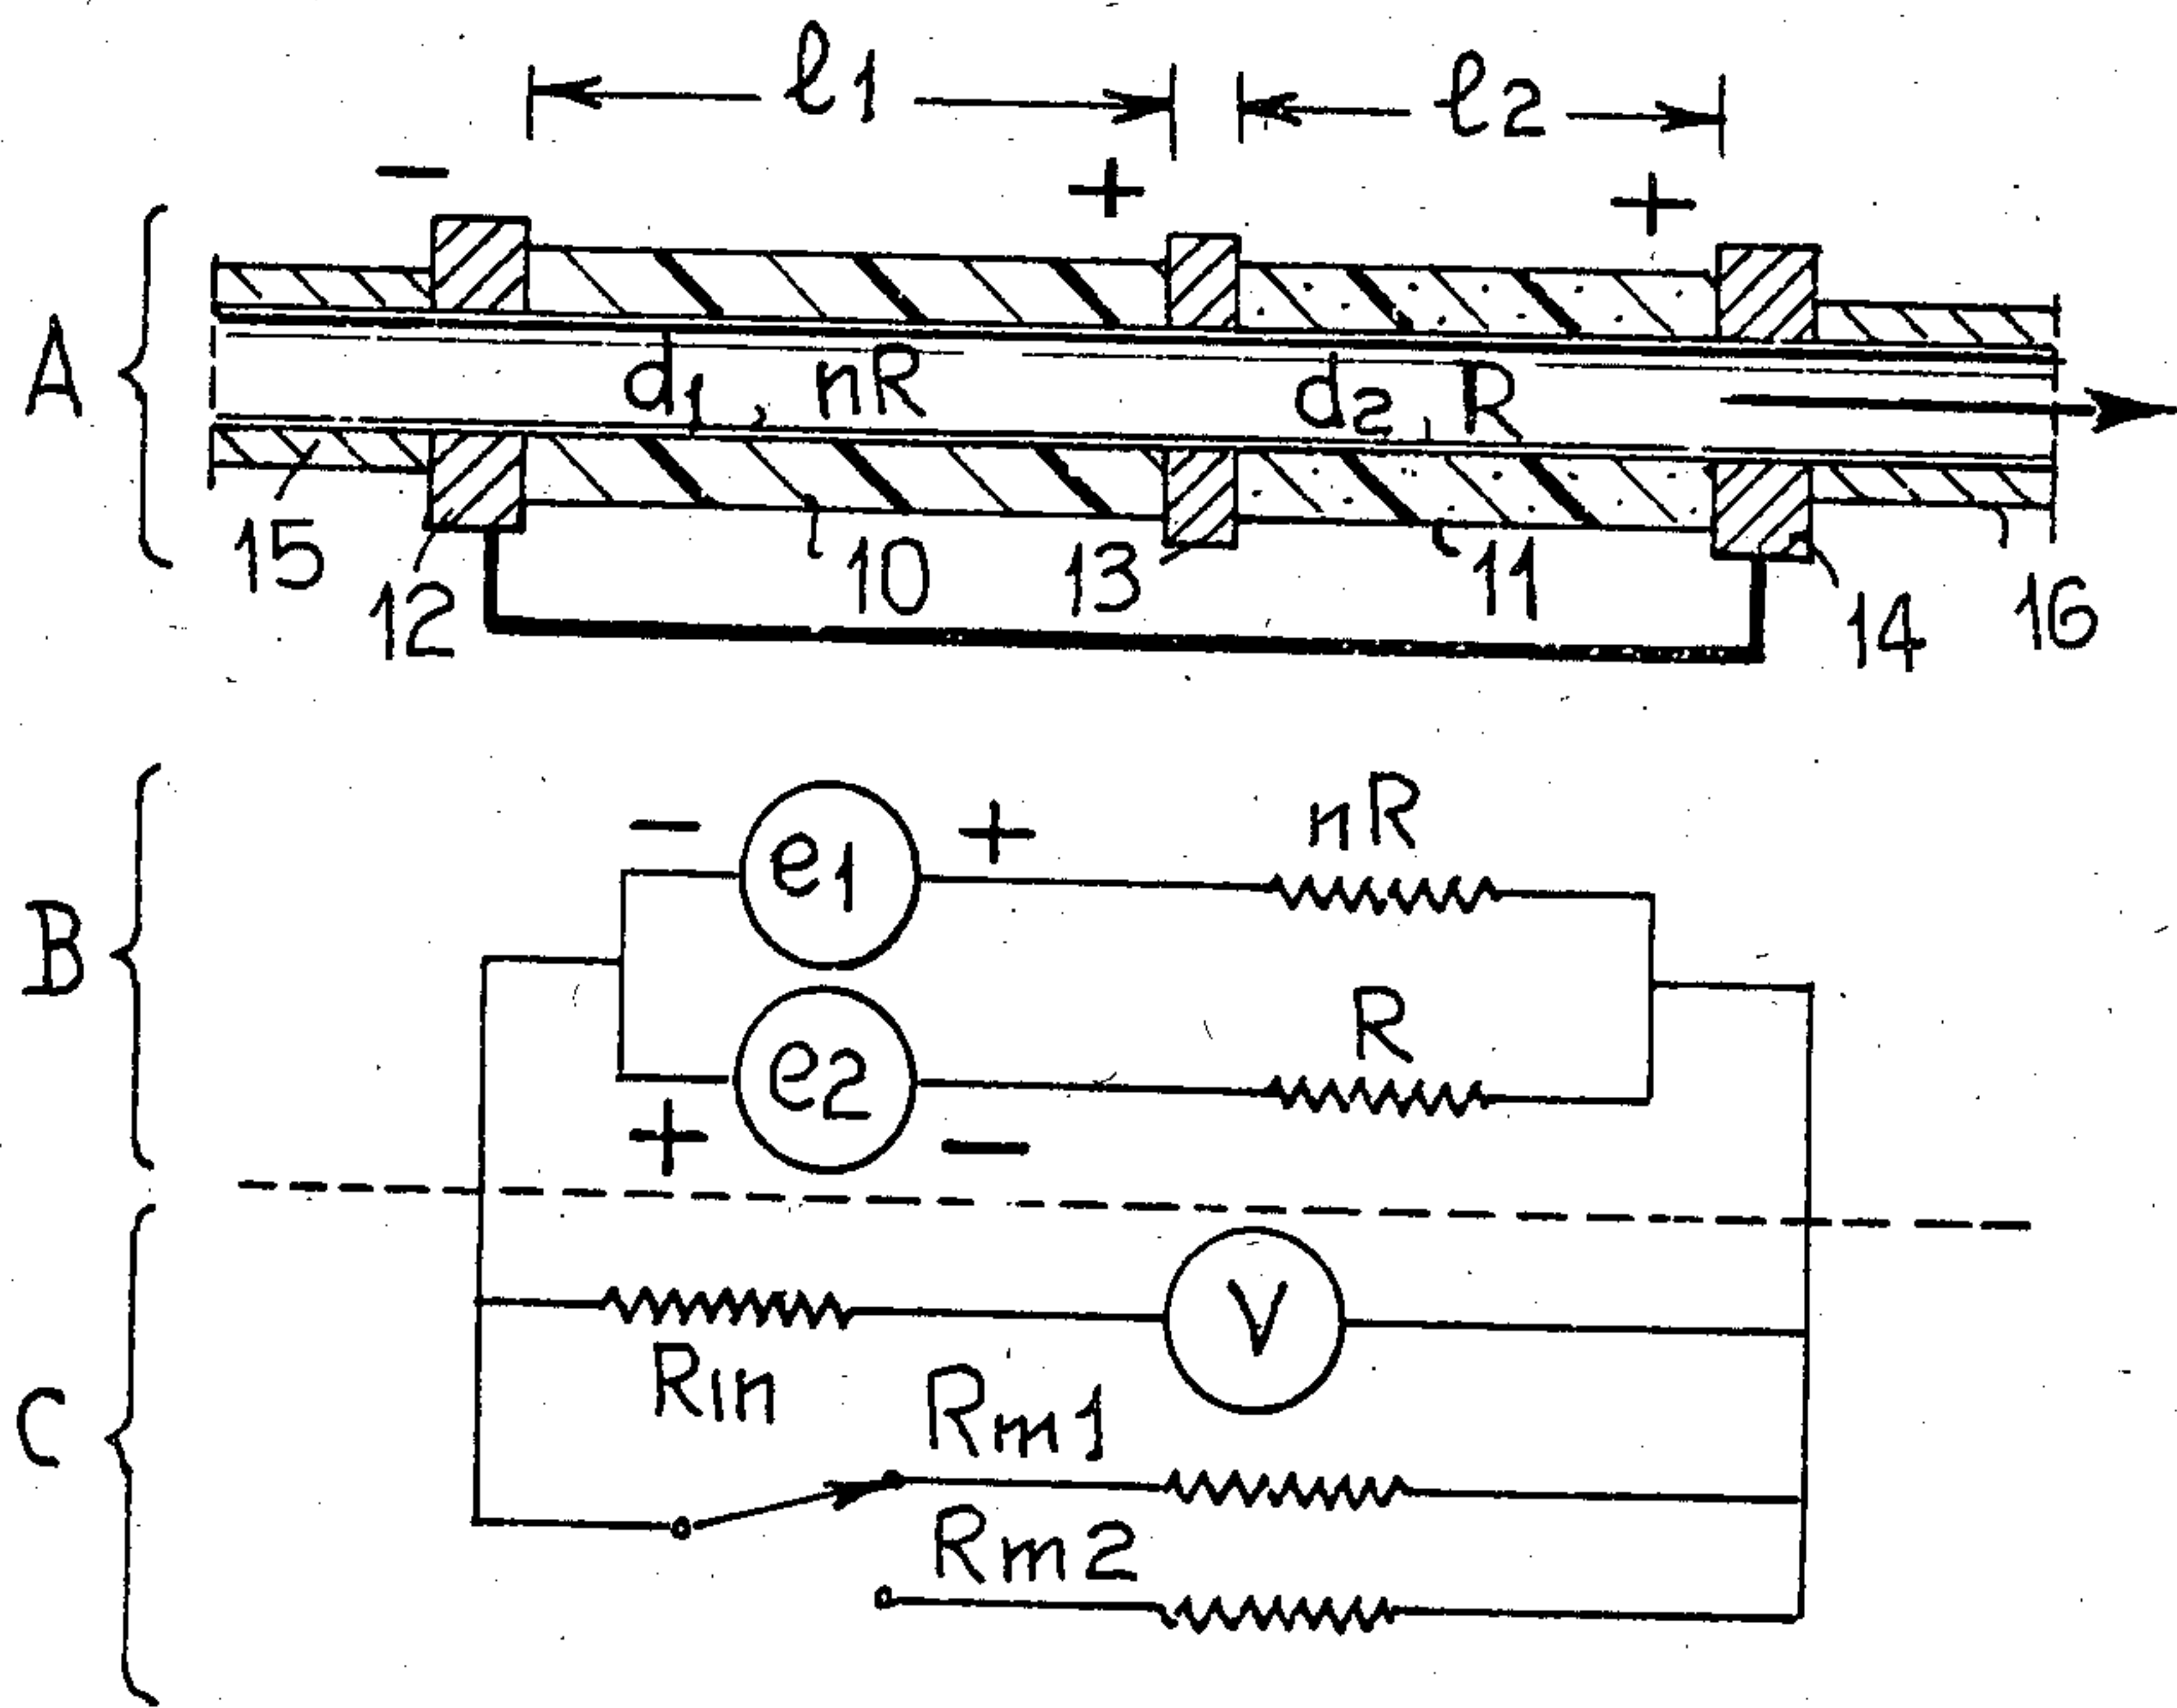 ℓ1 ℓ2
− + +
A
d1, nR d2, R
15 12 10 13 11 14 16
B
− e1 + nR
e2 R
+ −
C
V
Rin
Rm1
Rm2